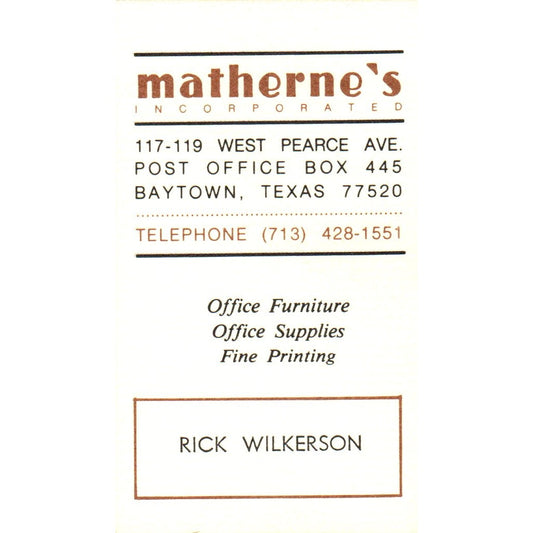 matherne's
INCORPORATED
117-119 WEST PEARCE AVE.
POST OFFICE BOX 445
BAYTOWN, TEXAS 77520
TELEPHONE (713) 428-1551
Office Furniture
Office Supplies
Fine Printing
RICK WILKERSON